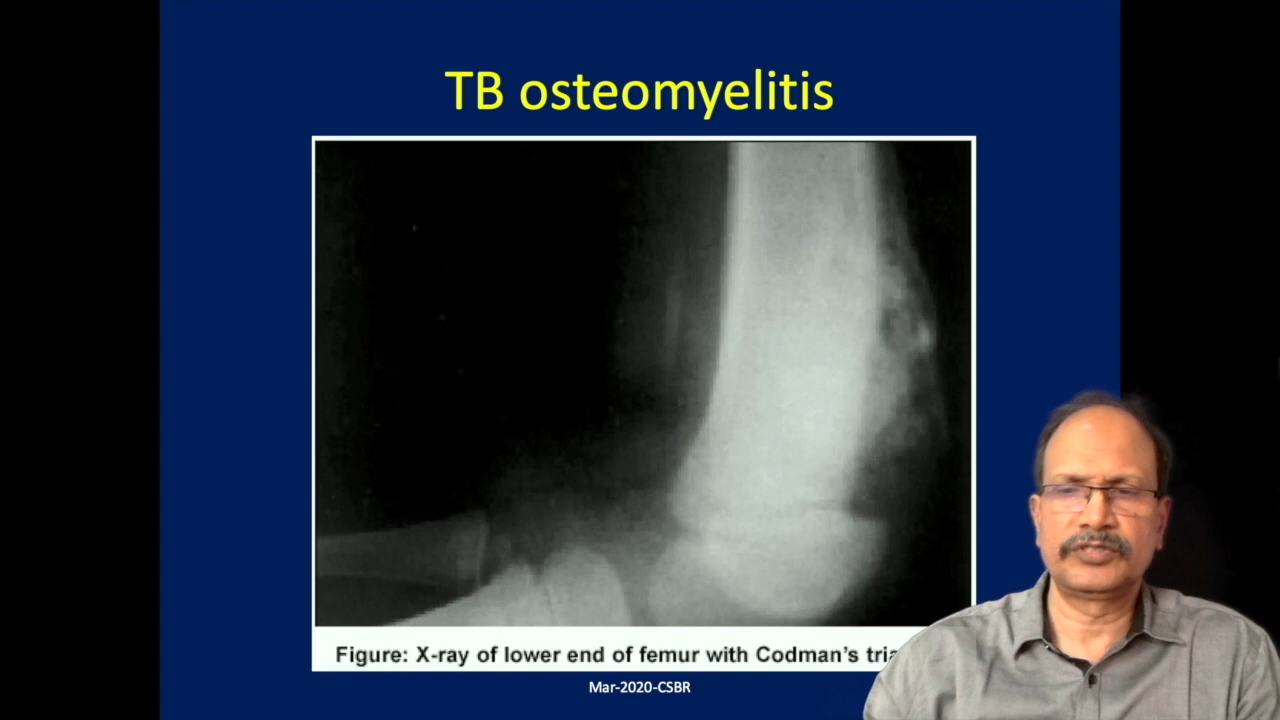 TB osteomyelitis
Figure: X-ray of lower end of femur with Codman's
Mar-2020-CSBR